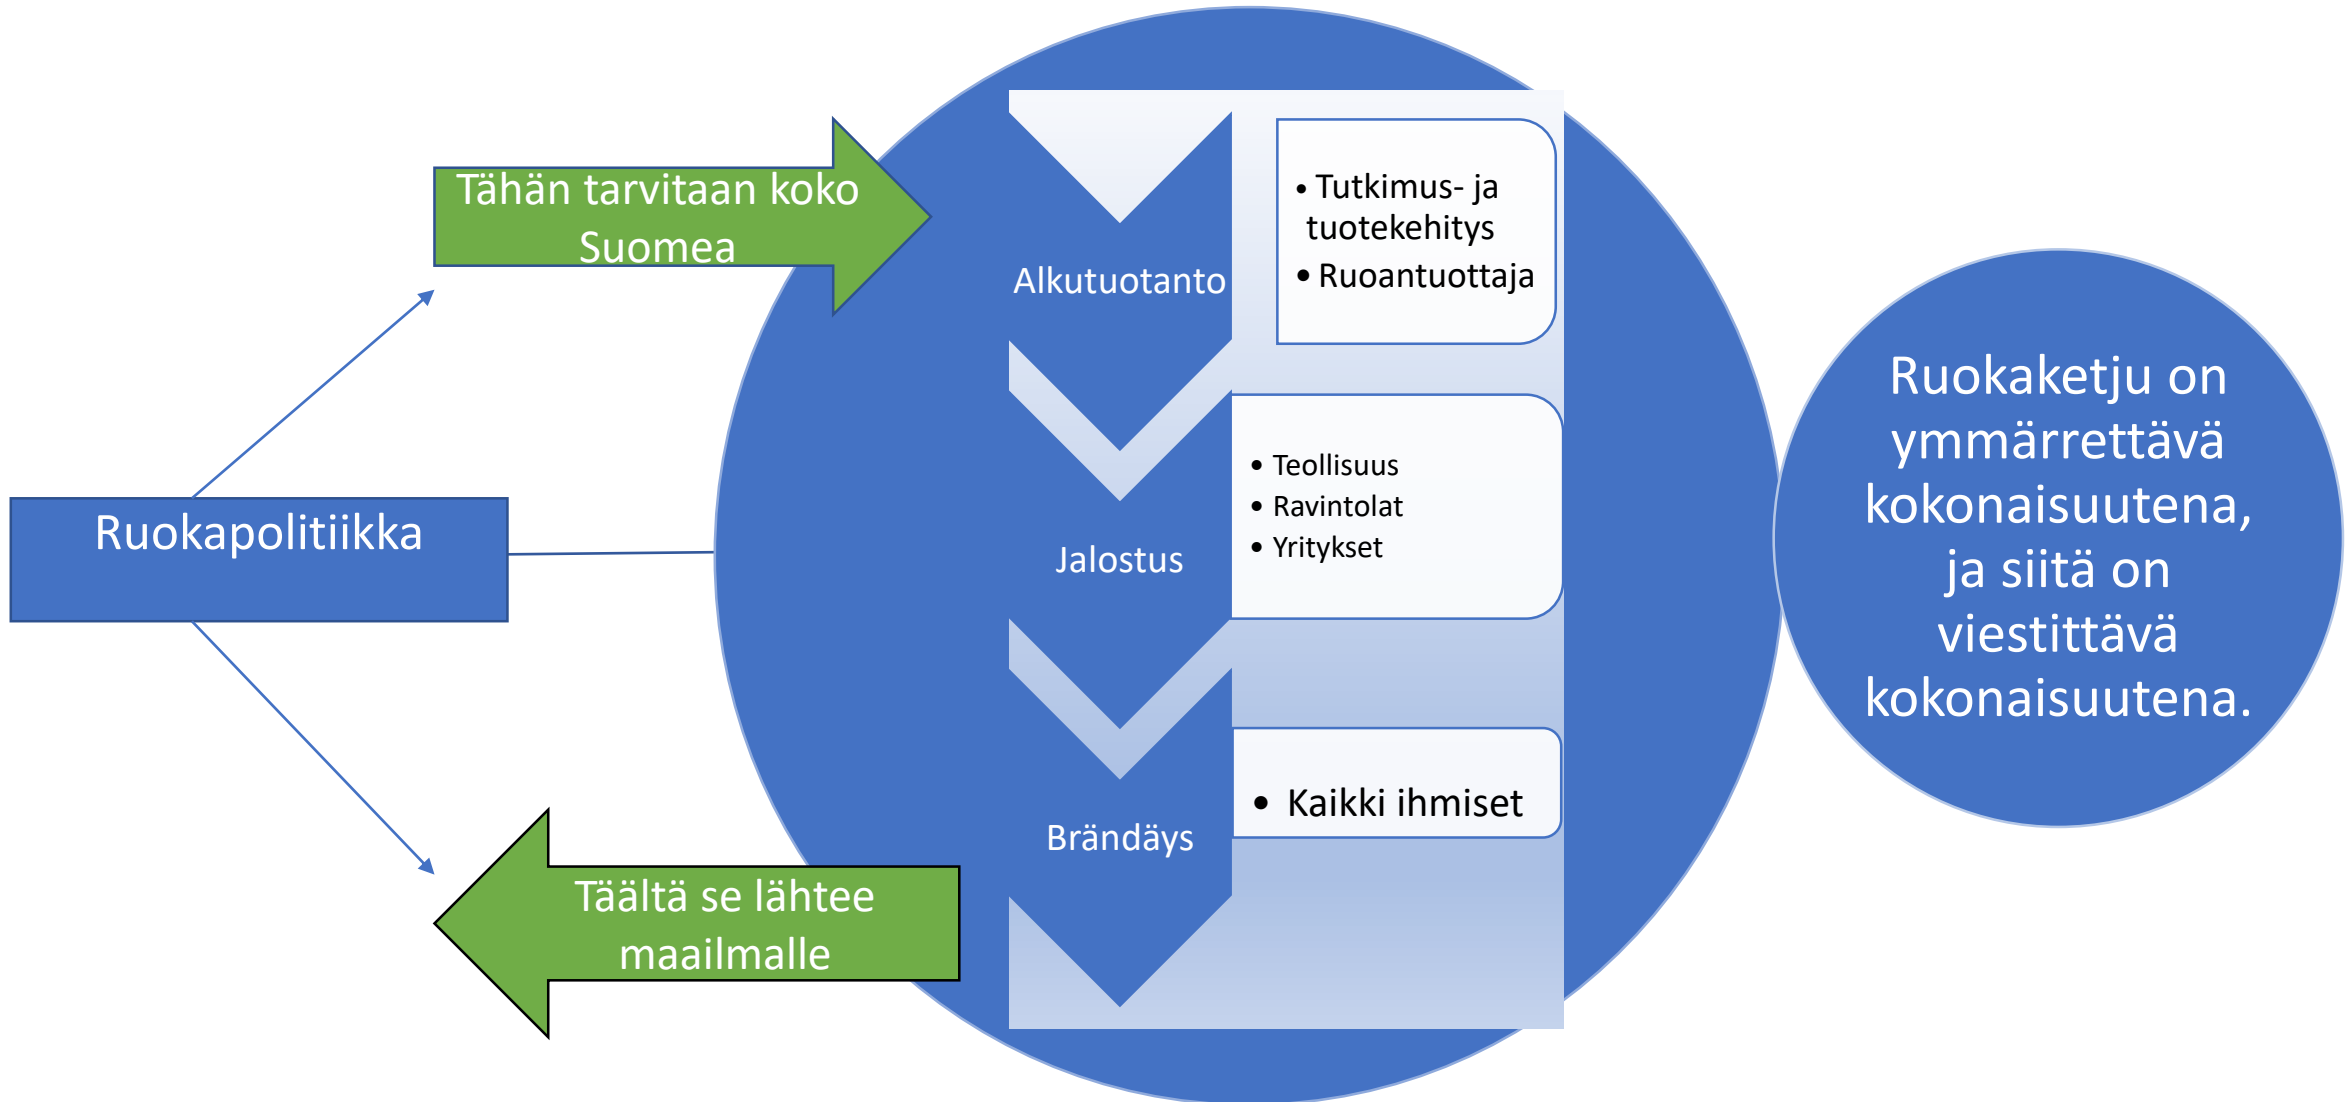 Ruokapolitiikka
Tähän tarvitaan koko
Suomea
Täältä se lähtee
maailmalle
Alkutuotanto
• Tutkimus- ja
tuotekehitys
• Ruoantuottaja
Jalostus
• Teollisuus
• Ravintolat
• Yritykset
Brändäys
• Kaikki ihmiset
Ruokaketju on
ymmärrettävä
kokonaisuutena,
ja siitä on
viestittävä
kokonaisuutena.